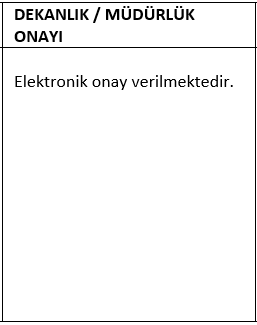 DEKANLIK / MÜDÜRLÜK
ONAYI
Elektronik onay verilmektedir.